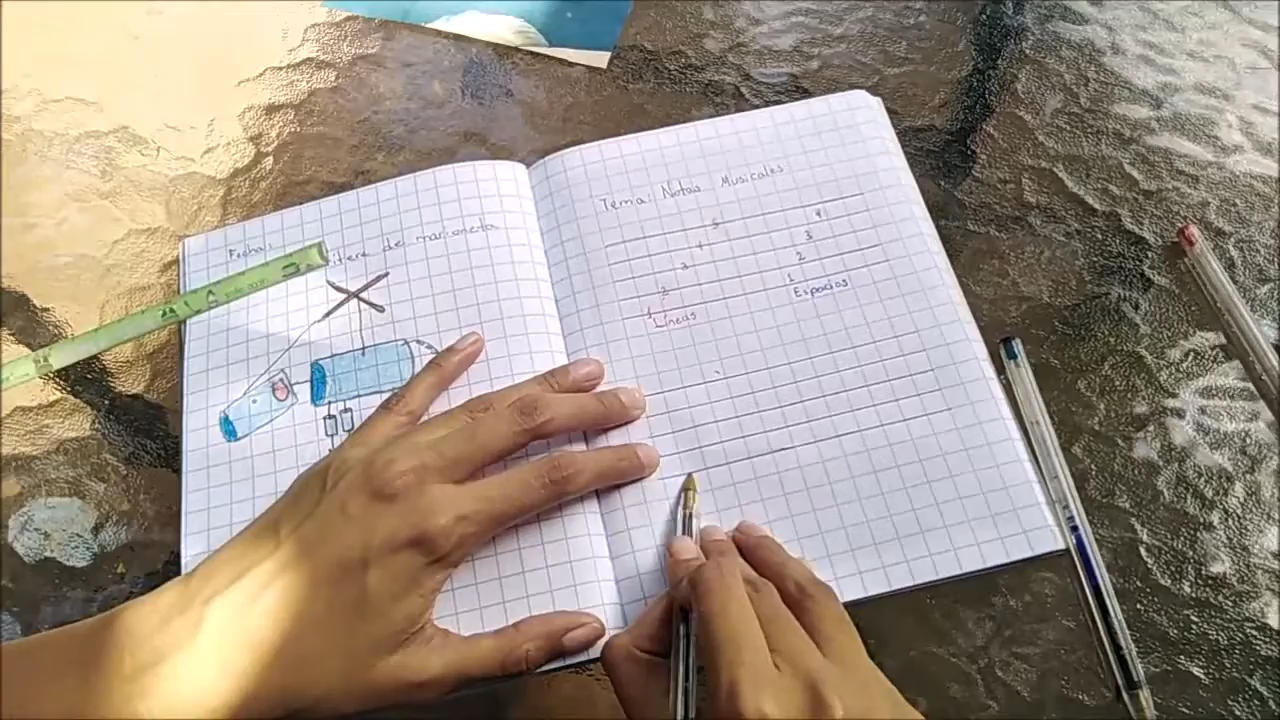 Fecha:
títere de marioneta
Tema: Notas Musicales
5
4
3
2
1
Líneas
4
3
2
1
Espacios